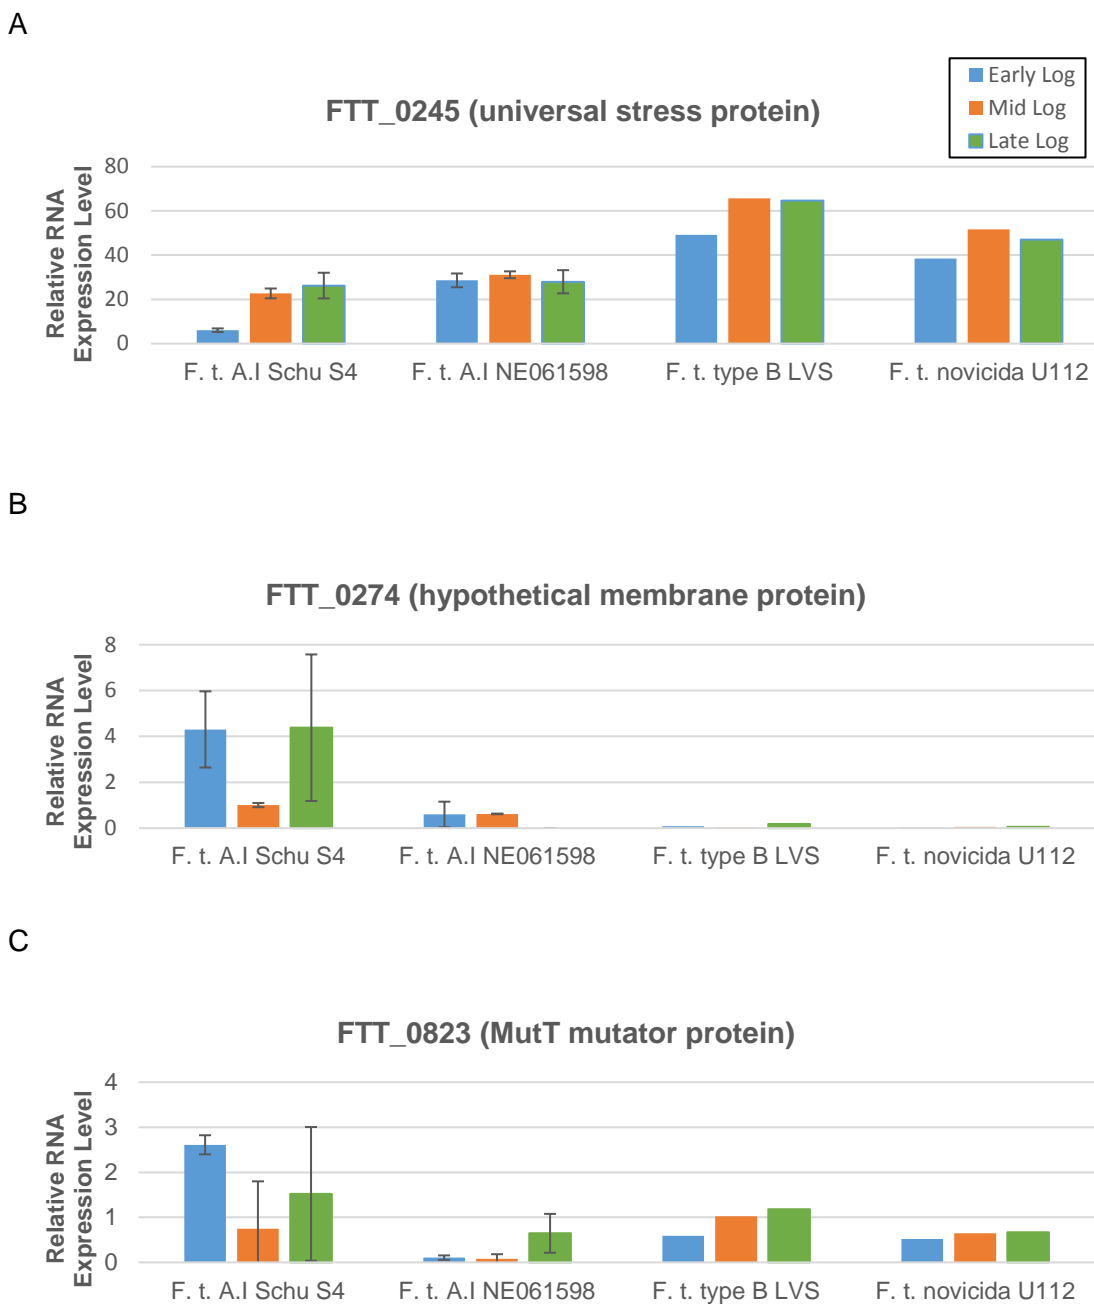 A
Early Log
Mid Log
Late Log
FTT_0245 (universal stress protein)
Relative RNA
Expression Level
80
60
40
20
0
F. t. A.I Schu S4 F. t. A.I NE061598 F. t. type B LVS F. t. novicida U112
B
FTT_0274 (hypothetical membrane protein)
Relative RNA
Expression Level
8
6
4
2
0
F. t. A.I Schu S4 F. t. A.I NE061598 F. t. type B LVS F. t. novicida U112
C
FTT_0823 (MutT mutator protein)
Relative RNA
Expression Level
4
3
2
1
0
F. t. A.I Schu S4 F. t. A.I NE061598 F. t. type B LVS F. t. novicida U112